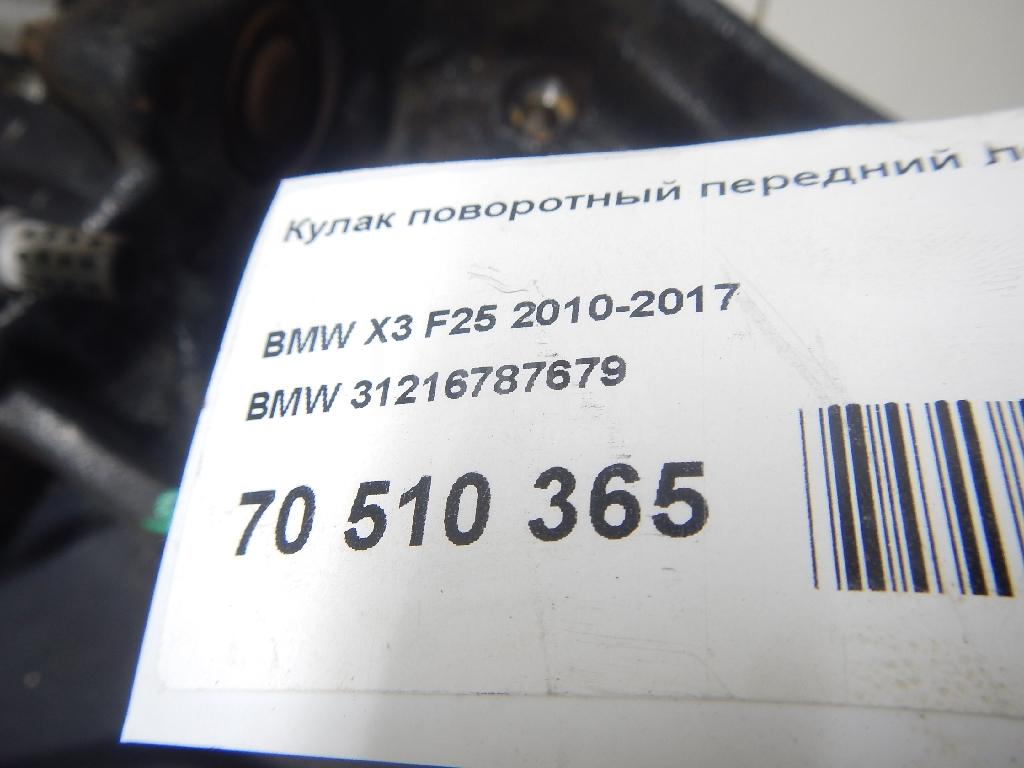 Кулак поворотный передний
BMW X3 F25 2010-2017
BMW 31216787679
70 510 365